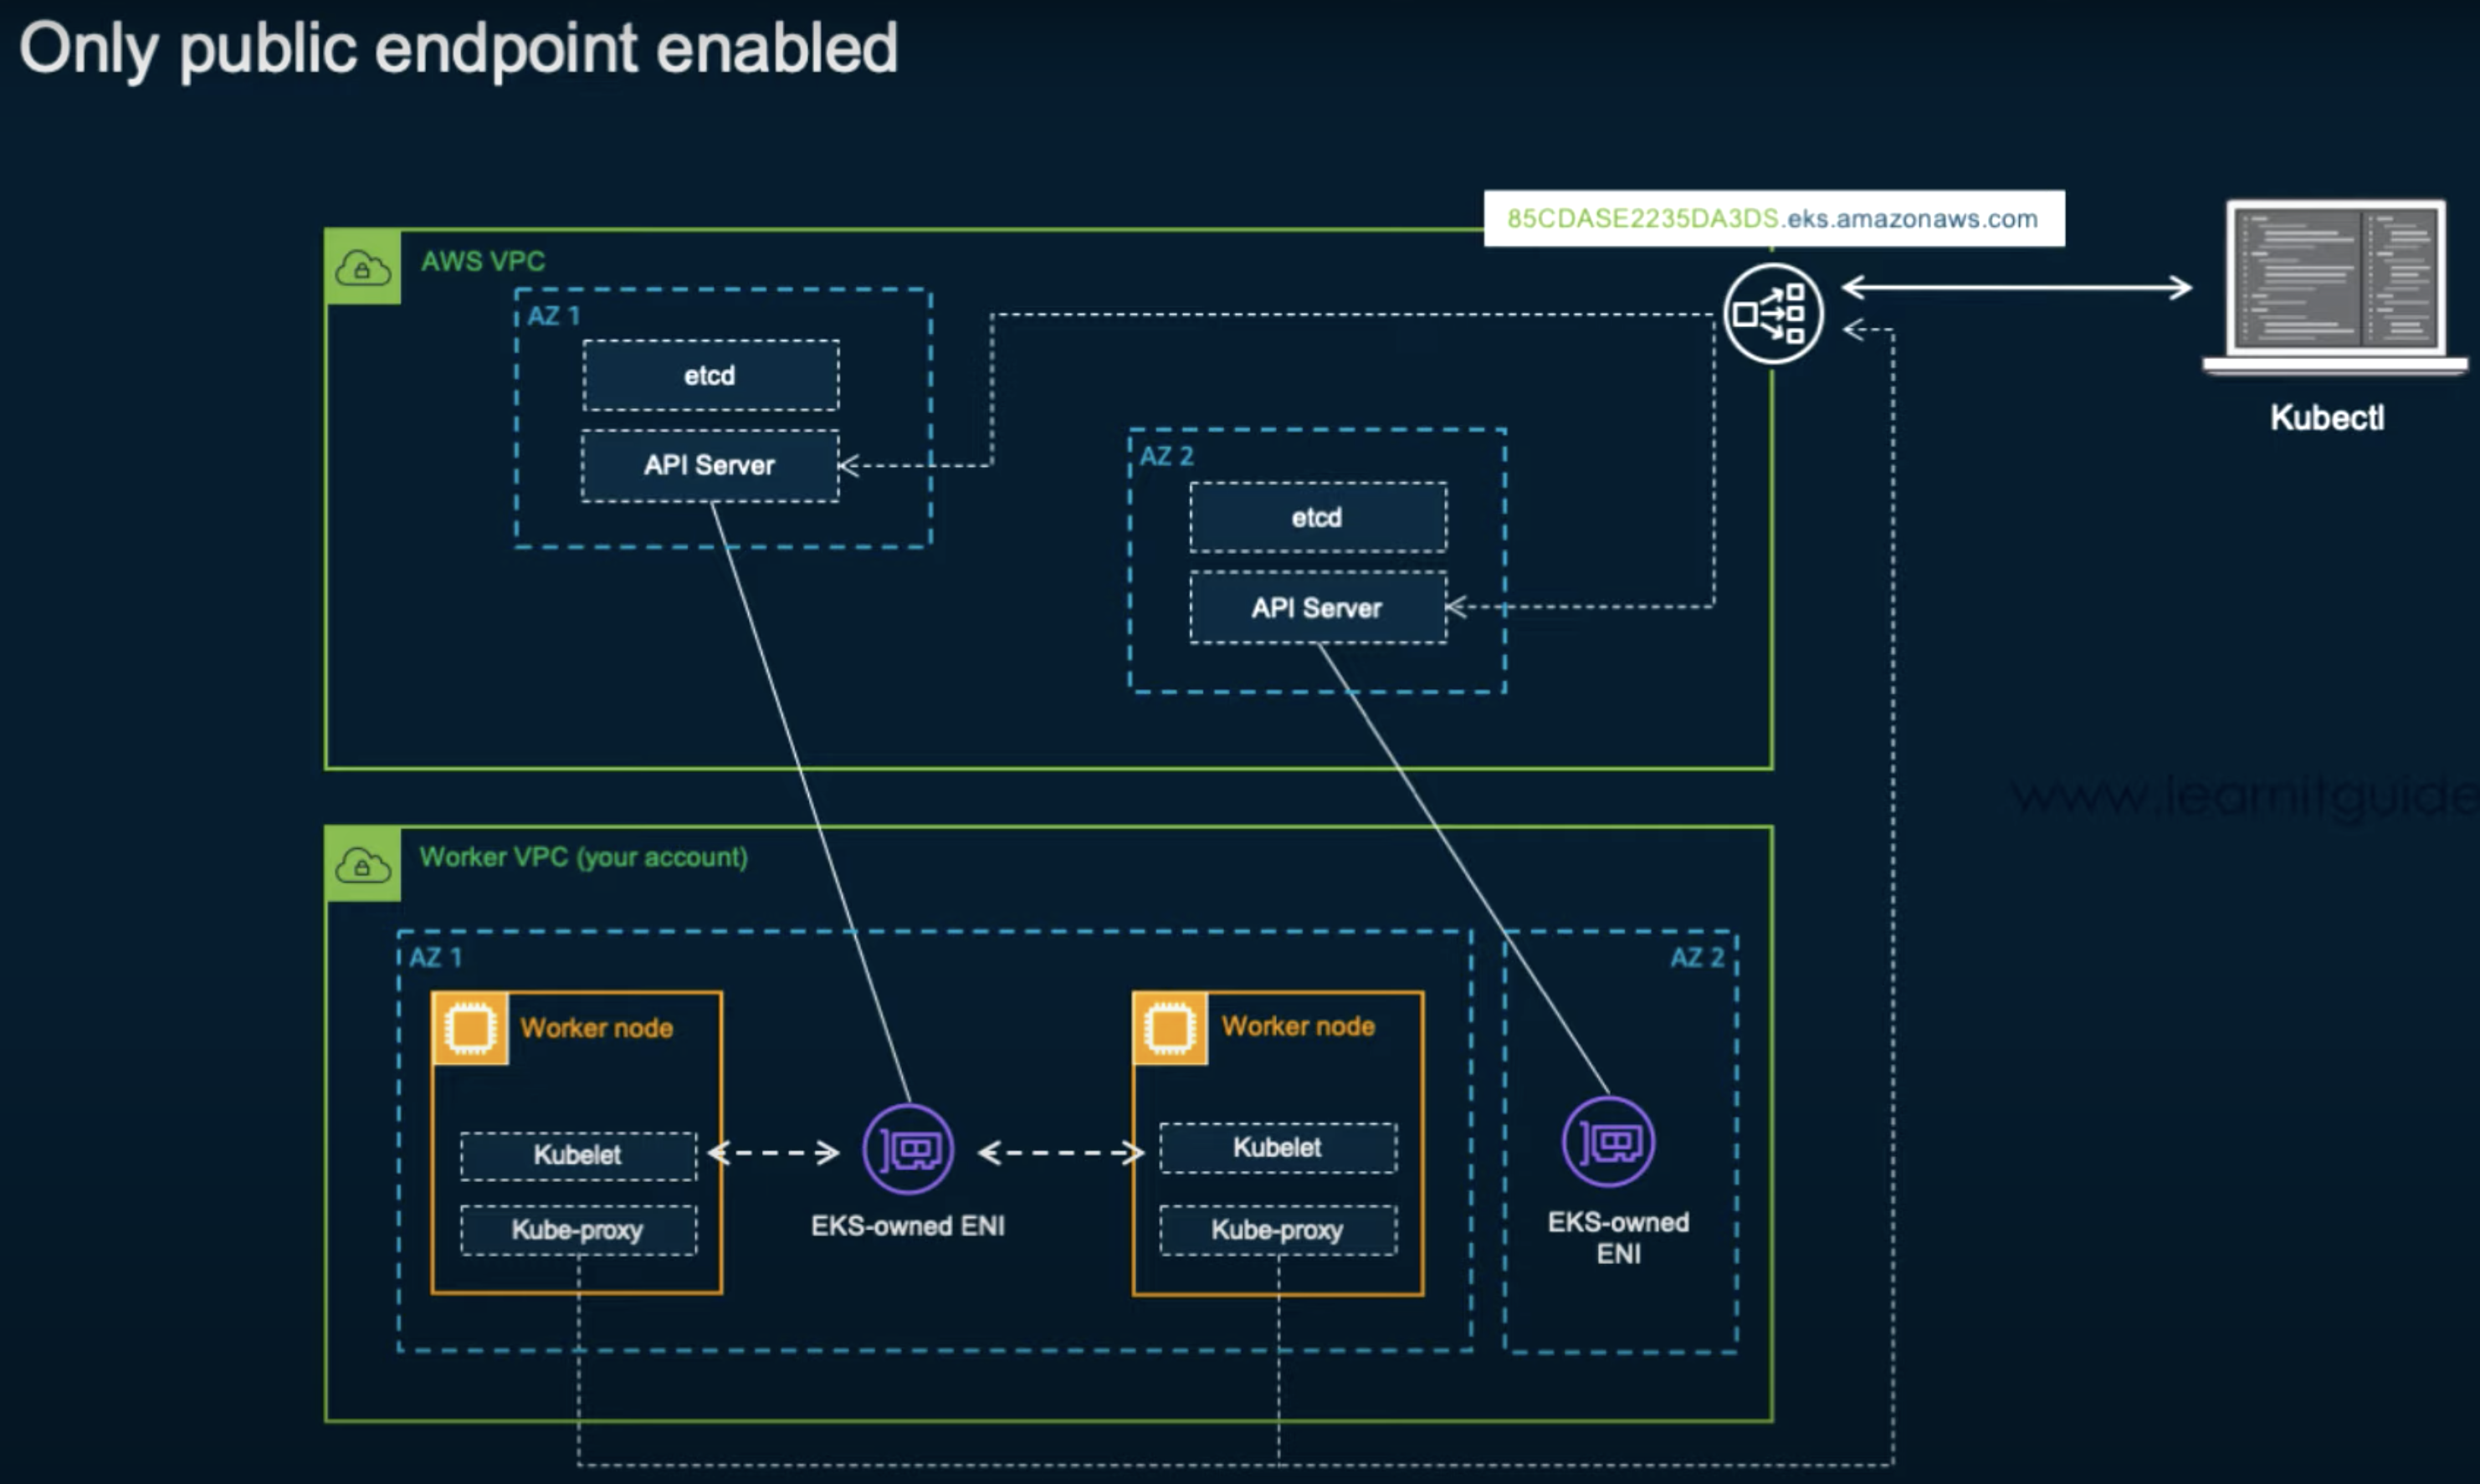 Only public endpoint enabled
85CDASE2235DA3DS.eks.amazonaws.com
AWS VPC
AZ 1
etcd
API Server
AZ 2
etcd
API Server
Kubectl
www.learnitguide
Worker VPC (your account)
AZ 1
Worker node
Kubelet
Kube-proxy
EKS-owned ENI
Worker node
Kubelet
Kube-proxy
AZ 2
EKS-owned
ENI